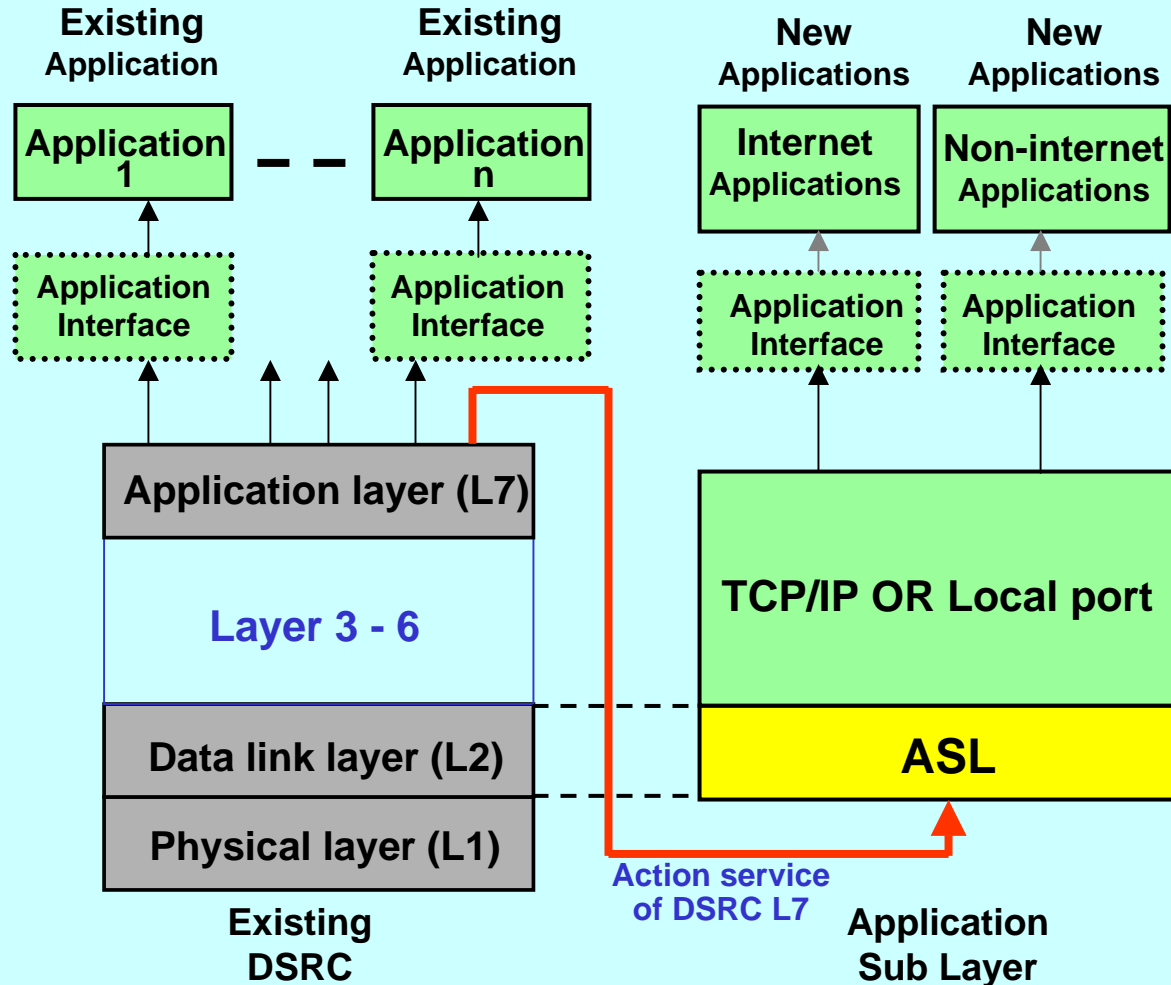 Existing
Application
Existing
Application
New
Applications
New
Applications
Application
1
Application
n
Internet
Applications
Non-internet
Applications
Application
Interface
Application
Interface
Application
Interface
Application
Interface
Application layer (L7)
Layer 3 - 6
Data link layer (L2)
Physical layer (L1)
TCP/IP OR Local port
ASL
Action service
of DSRC L7
Existing
DSRC
Application
Sub Layer